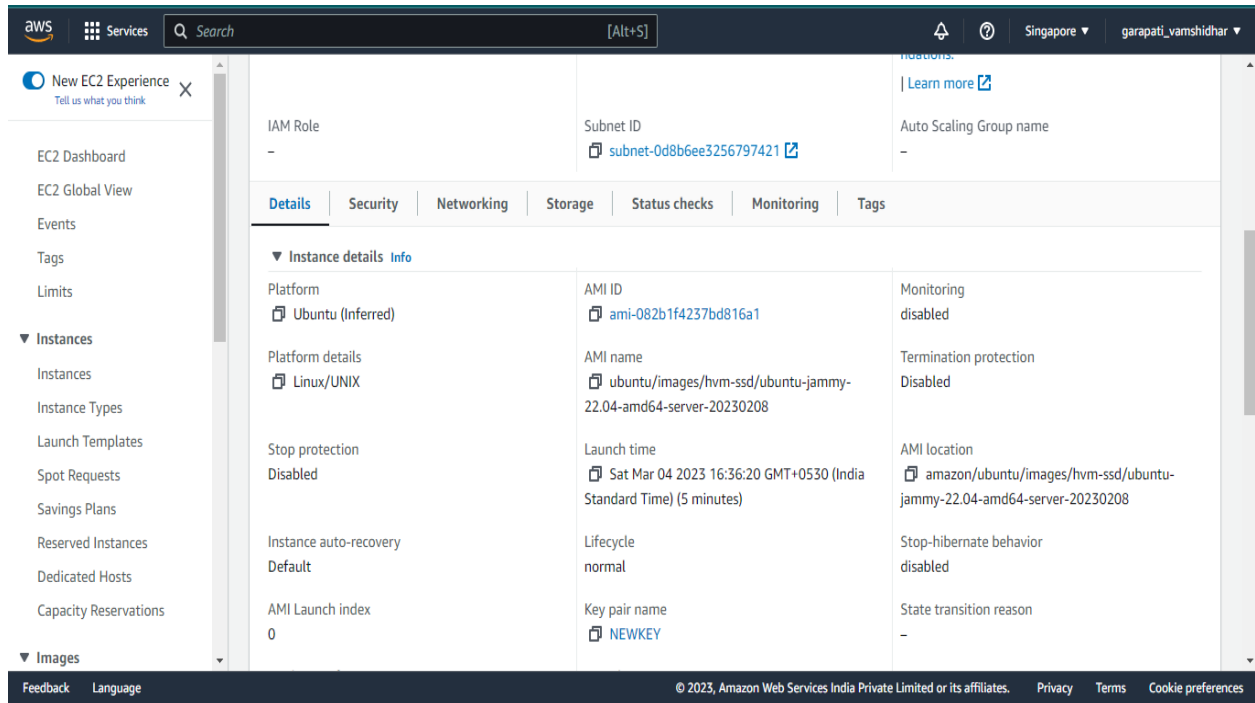 aws
Services
Search
[Alt+S]
Singapore ▼
garapati_vamshidhar ▼
New EC2 Experience
Tell us what you think
EC2 Dashboard
EC2 Global View
Events
Tags
Limits
▼ Instances
Instances
Instance Types
Launch Templates
Spot Requests
Savings Plans
Reserved Instances
Dedicated Hosts
Capacity Reservations
▼ Images
| Learn more
IAM Role
–
Subnet ID
subnet-0d8b6ee3256797421
Auto Scaling Group name
–
Details
Security
Networking
Storage
Status checks
Monitoring
Tags
▼ Instance details Info
Platform
Ubuntu (Inferred)
AMI ID
ami-082b1f4237bd816a1
Monitoring
disabled
Platform details
Linux/UNIX
AMI name
ubuntu/images/hvm-ssd/ubuntu-jammy-
22.04-amd64-server-20230208
Termination protection
Disabled
Stop protection
Disabled
Launch time
Sat Mar 04 2023 16:36:20 GMT+0530 (India
Standard Time) (5 minutes)
AMI location
amazon/ubuntu/images/hvm-ssd/ubuntu-
jammy-22.04-amd64-server-20230208
Instance auto-recovery
Default
Lifecycle
normal
Stop-hibernate behavior
disabled
AMI Launch index
0
Key pair name
NEWKEY
State transition reason
–
Feedback
Language
© 2023, Amazon Web Services India Private Limited or its affiliates.
Privacy
Terms
Cookie preferences